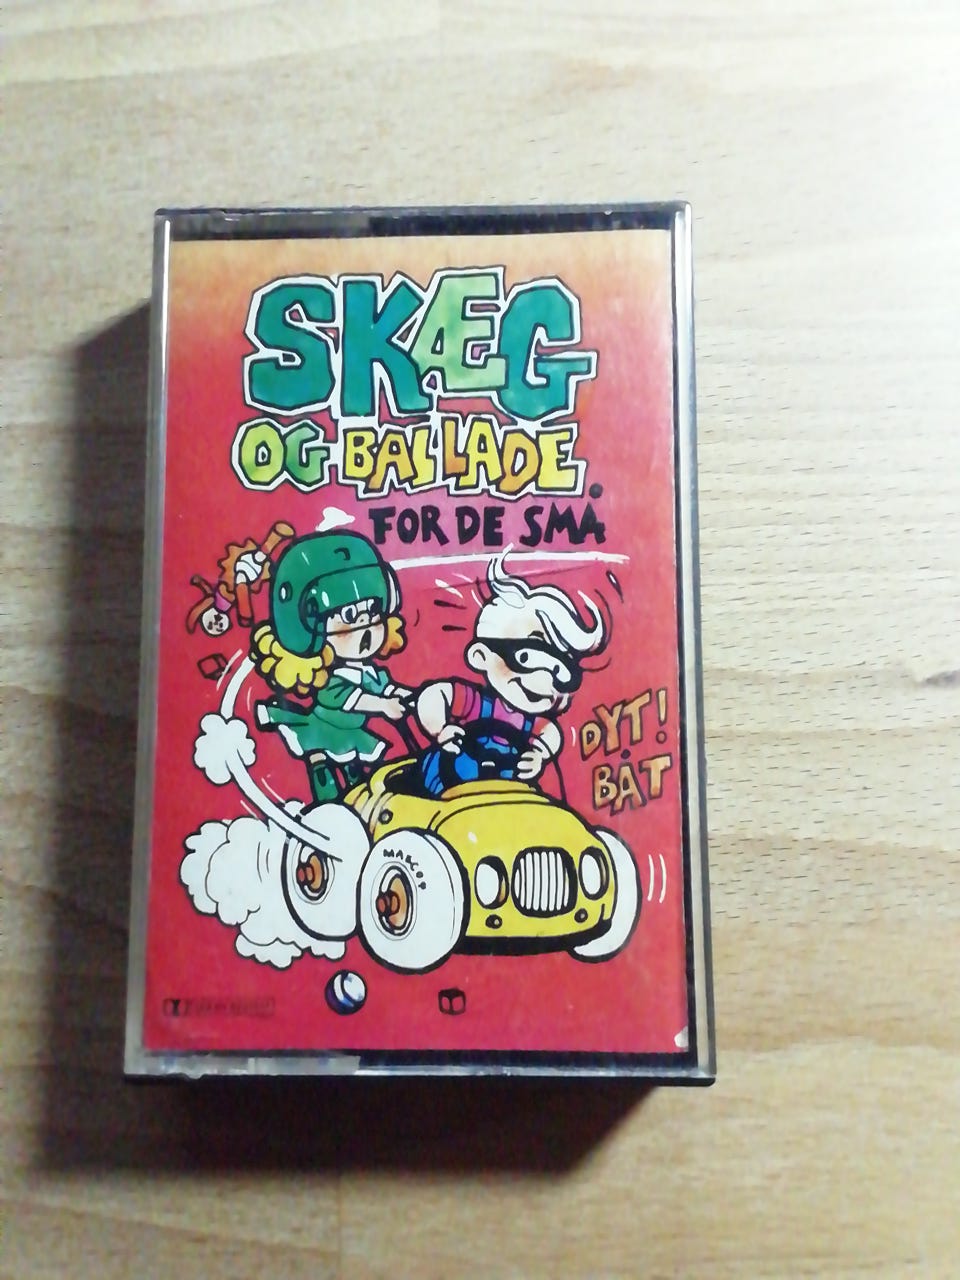 SKÆG
OG BALLADE
FOR DE SMÅ
DYT!
BÅT